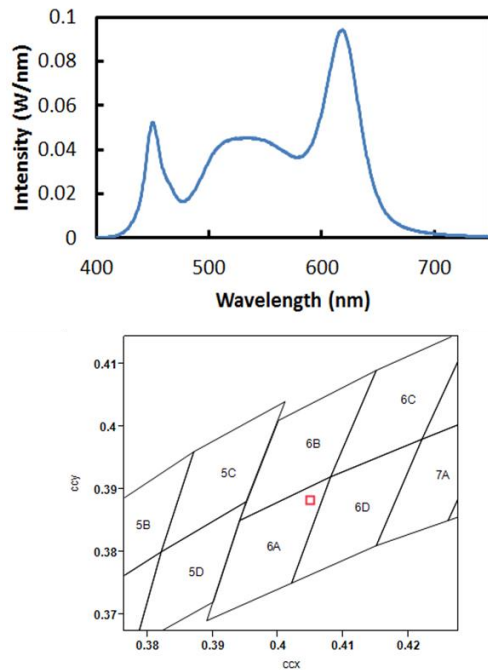 0.1
0.08
0.06
0.04
0.02
0
Intensity (W/nm)
400 500 600 700
Wavelength (nm)
0.41
0.4
0.39
0.38
0.37
ccy
6C
6B
5C
7A
5B
6D
6A
5D
0.38 0.39 0.4 0.41 0.42
ccx